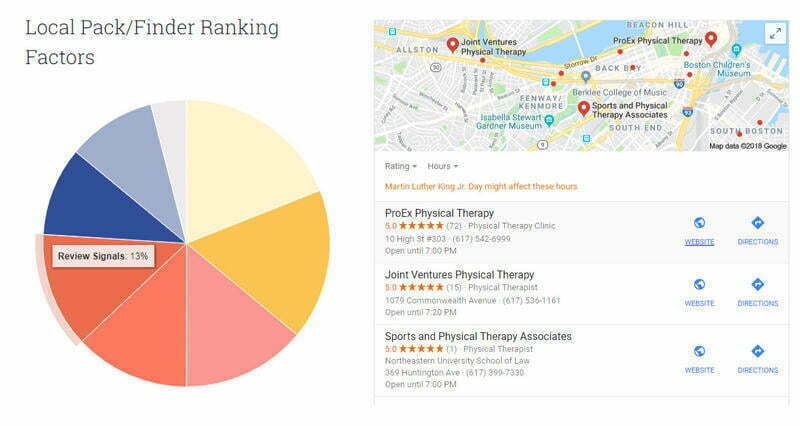 Local Pack/Finder Ranking
Factors
Review Signals: 13%
ALLSTON
BEACON HILL
Joint Ventures
Physical Therapy
ProEx Physical Therapy
Storrow Dr
BACK BAY
Boston Children's
Museum
Berklee College of Music
FENWAY/
KENMORE
Sports and Physical
Therapy Associates
Isabella Stewart
Gardner Museum
SOUTH END
SOUTH BOSTON
Map data ©2018 Google
Rating Hours
Martin Luther King Jr. Day might affect these hours
ProEx Physical Therapy
5.0 ★★★★★ (72) · Physical Therapy Clinic
10 High St #303 · (617) 542-6999
Open until 7:00 PM
WEBSITE
DIRECTIONS
Joint Ventures Physical Therapy
5.0 ★★★★★ (15) · Physical Therapist
1079 Commonwealth Avenue · (617) 536-1161
Open until 7:20 PM
WEBSITE
DIRECTIONS
Sports and Physical Therapy Associates
5.0 ★★★★★ (1) · Physical Therapist
Northeastern University School of Law
369 Huntington Ave · (617) 399-7330
Open until 7:00 PM
WEBSITE
DIRECTIONS